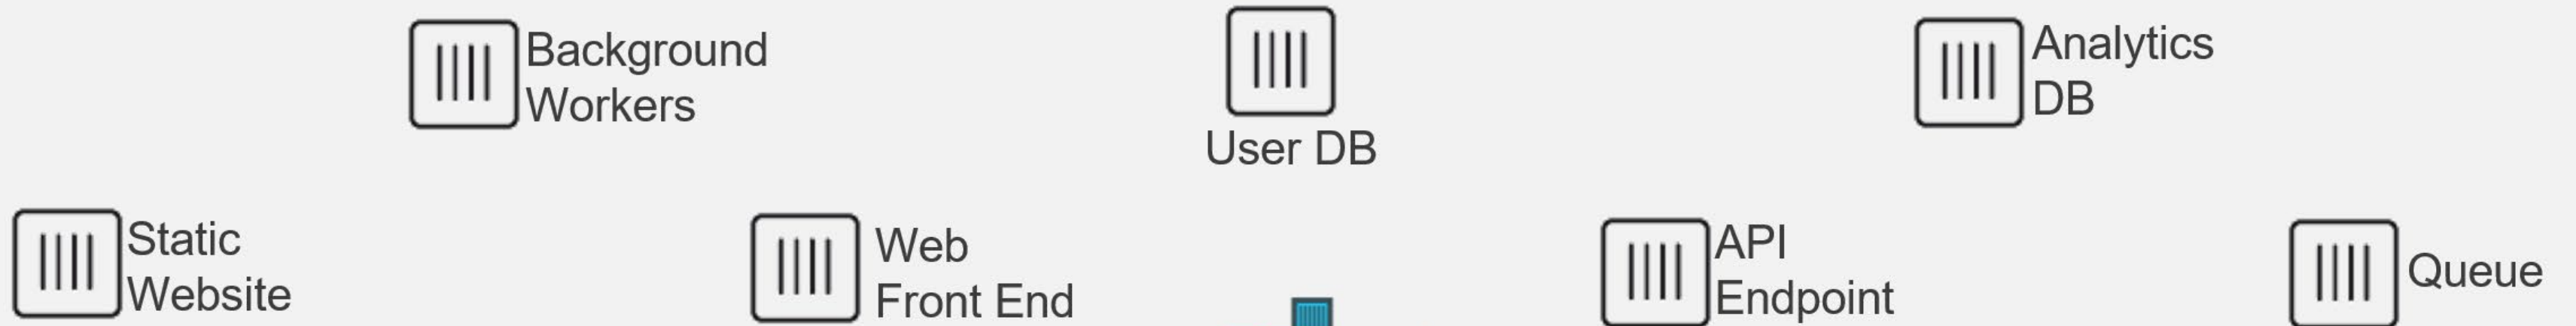 Background
Workers
User DB
Analytics
DB
Static
Website
Web
Front End
API
Endpoint
Queue